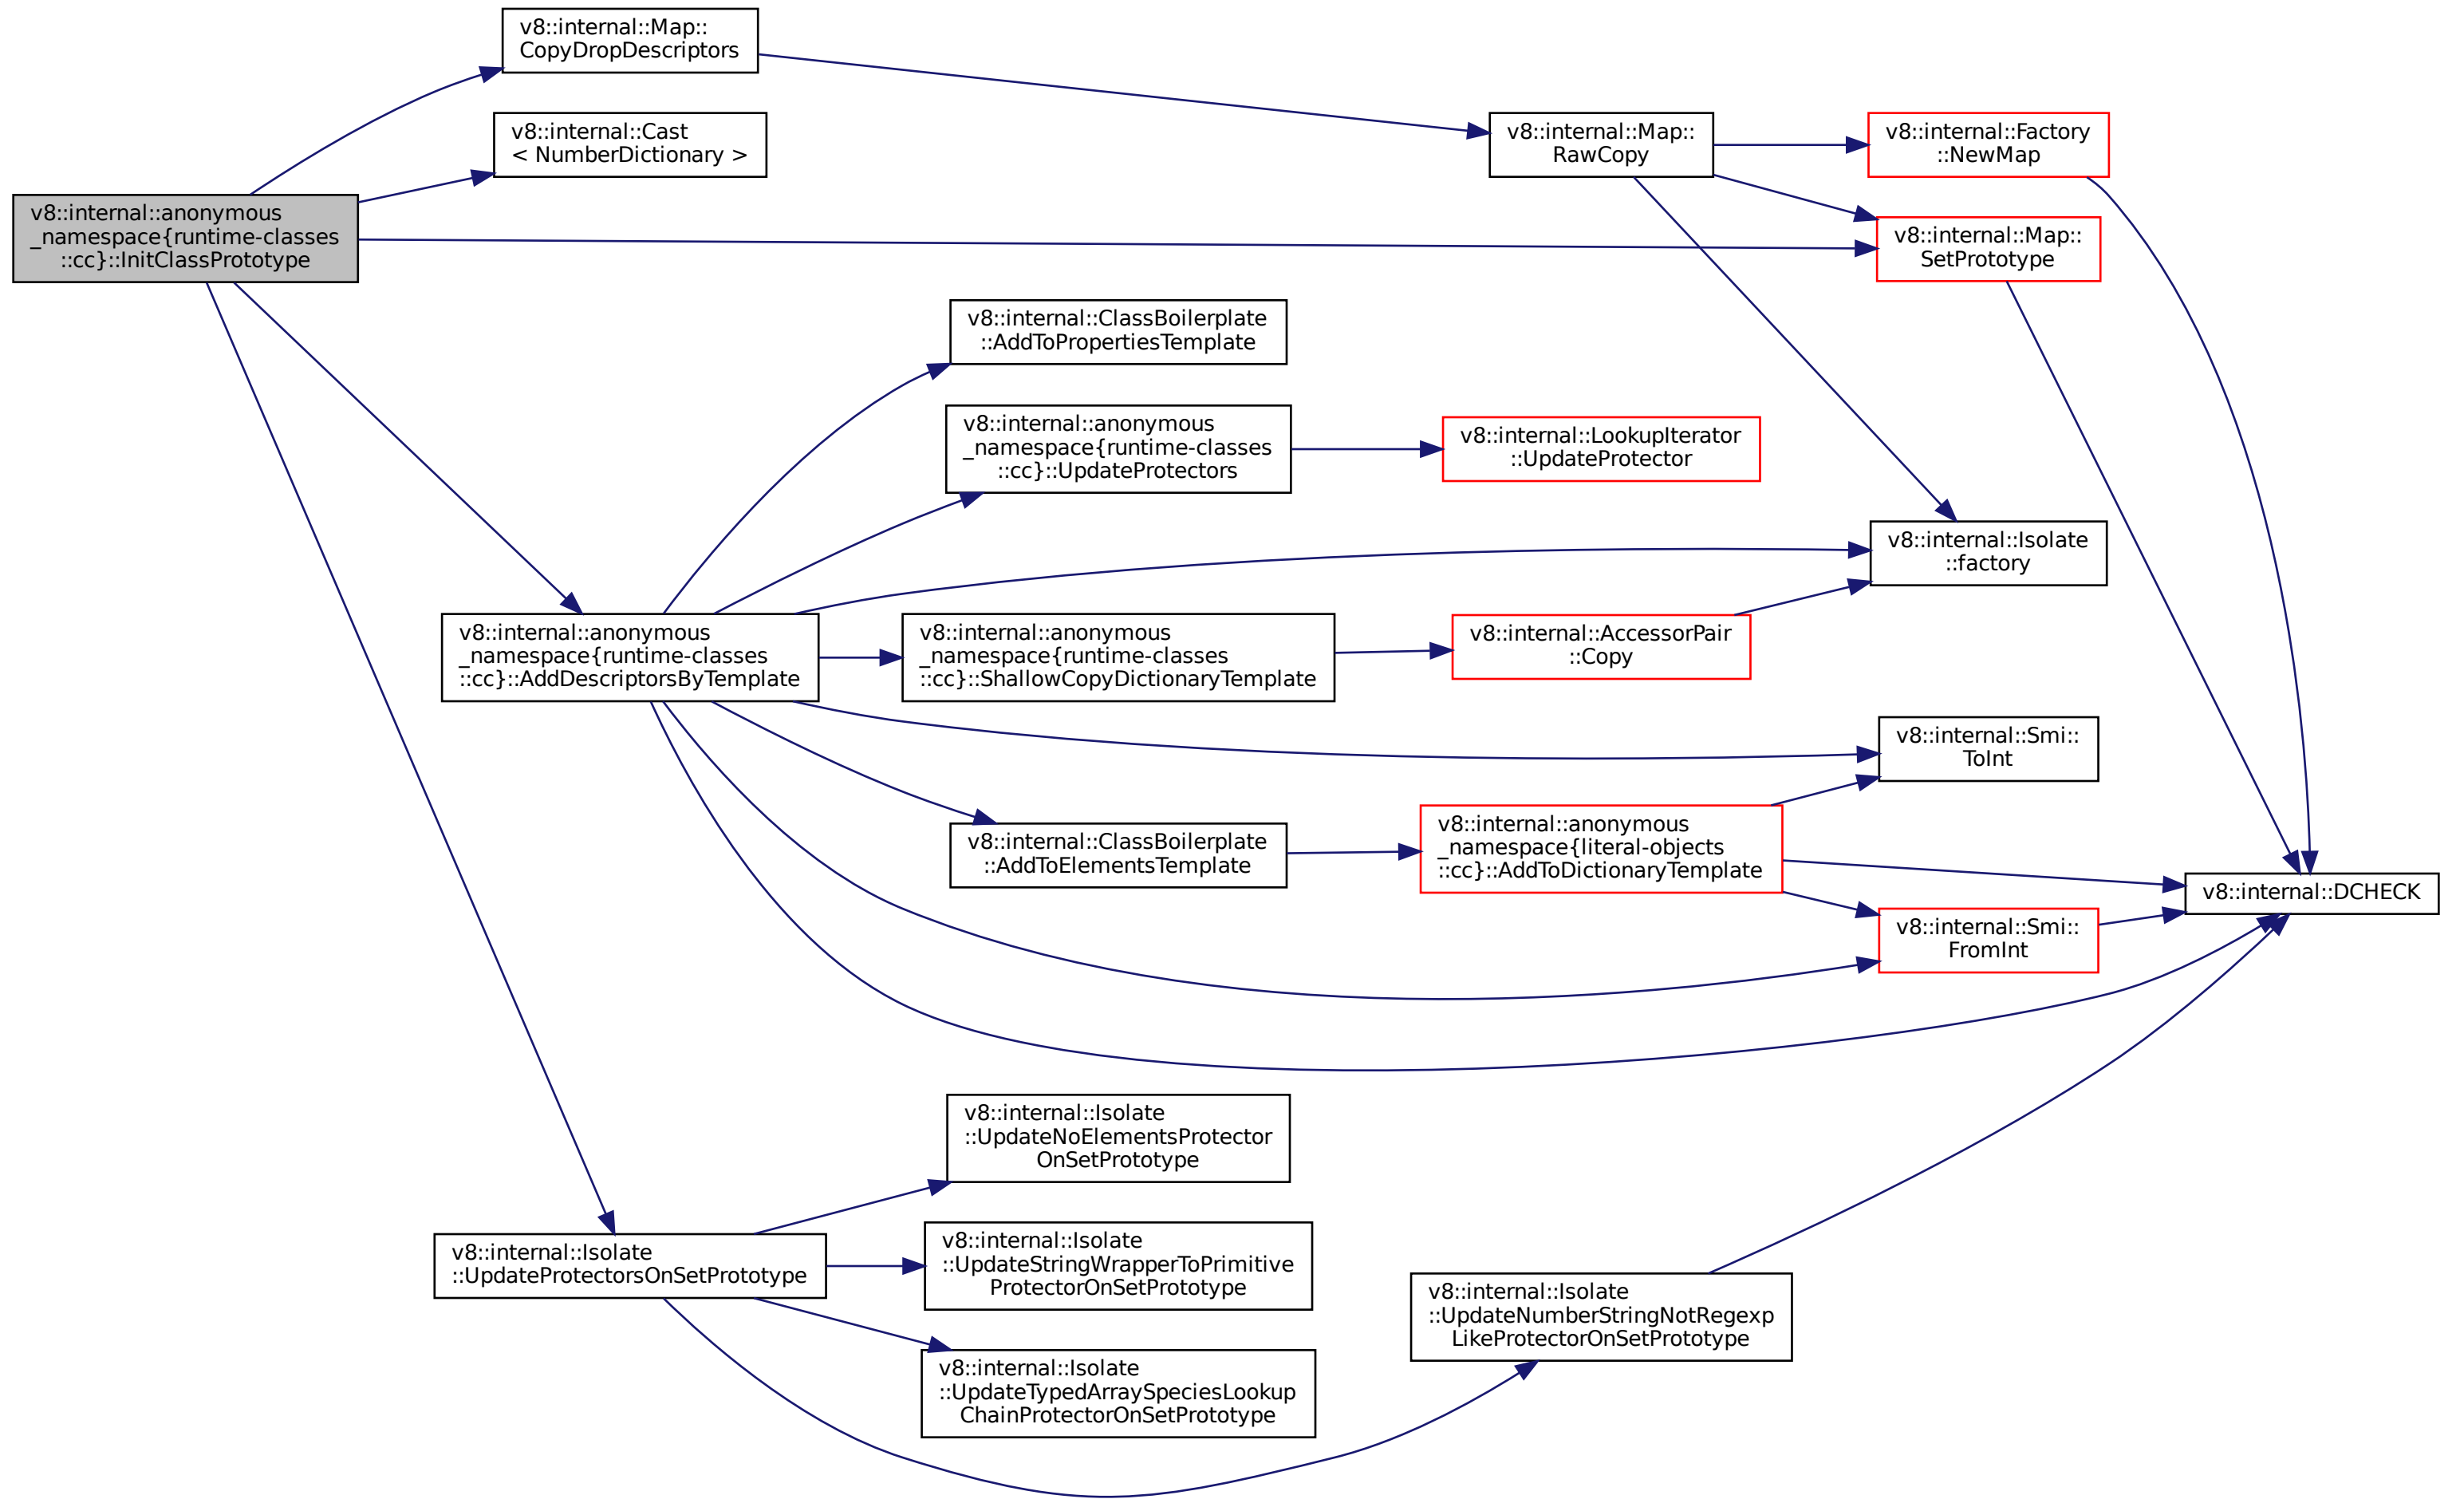 v8::internal::Map::
CopyDropDescriptors
v8::internal::Cast
< NumberDictionary >
v8::internal::anonymous
_namespace{runtime-classes
::cc}::InitClassPrototype
v8::internal::Map::
RawCopy
v8::internal::Factory
::NewMap
v8::internal::Map::
SetPrototype
v8::internal::ClassBoilerplate
::AddToPropertiesTemplate
v8::internal::anonymous
_namespace{runtime-classes
::cc}::UpdateProtectors
v8::internal::LookupIterator
::UpdateProtector
v8::internal::Isolate
::factory
v8::internal::anonymous
_namespace{runtime-classes
::cc}::AddDescriptorsByTemplate
v8::internal::anonymous
_namespace{runtime-classes
::cc}::ShallowCopyDictionaryTemplate
v8::internal::AccessorPair
::Copy
v8::internal::Smi::
ToInt
v8::internal::ClassBoilerplate
::AddToElementsTemplate
v8::internal::anonymous
_namespace{literal-objects
::cc}::AddToDictionaryTemplate
v8::internal::DCHECK
v8::internal::Smi::
FromInt
v8::internal::Isolate
::UpdateNoElementsProtector
OnSetPrototype
v8::internal::Isolate
::UpdateProtectorsOnSetPrototype
v8::internal::Isolate
::UpdateStringWrapperToPrimitive
ProtectorOnSetPrototype
v8::internal::Isolate
::UpdateNumberStringNotRegexp
LikeProtectorOnSetPrototype
v8::internal::Isolate
::UpdateTypedArraySpeciesLookup
ChainProtectorOnSetPrototype